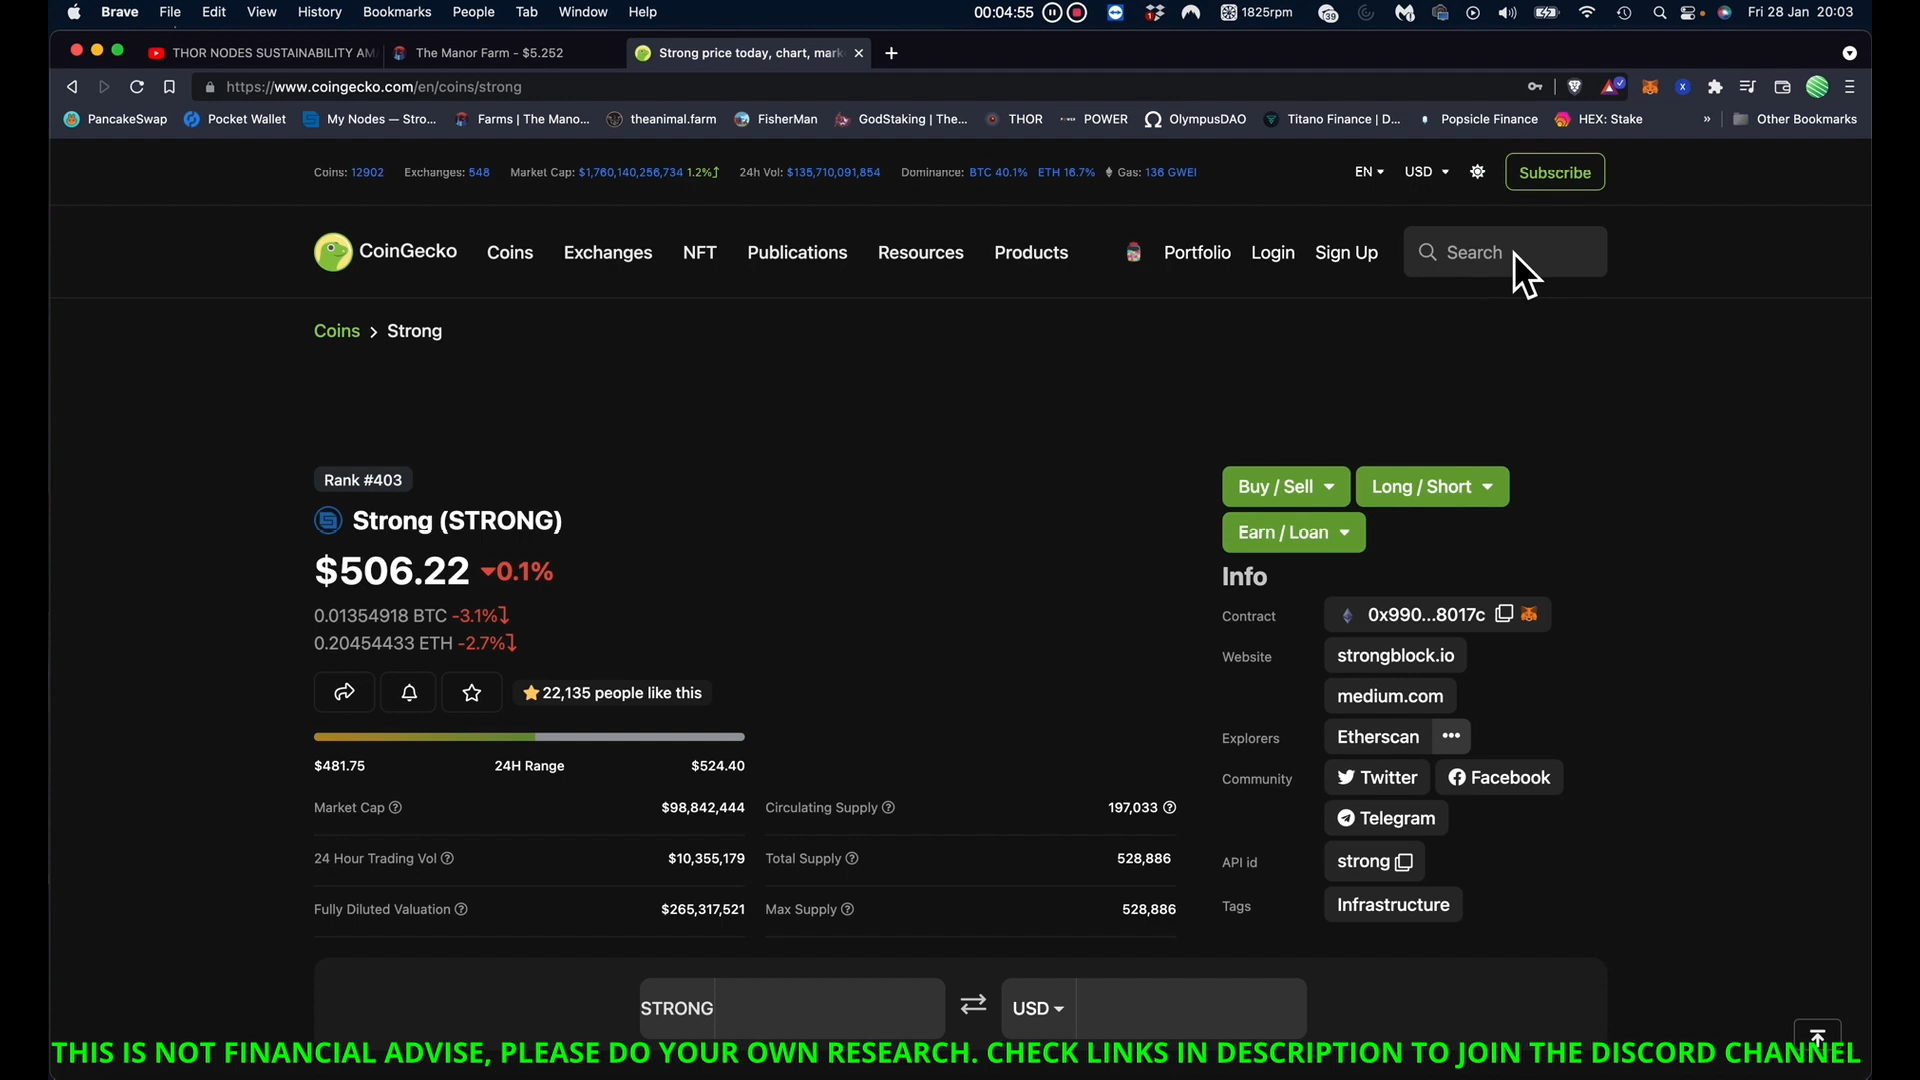 Brave File Edit View History Bookmarks People Tab Window Help 00:04:55 1825rpm 39 Fri 28 Jan 20:03
THOR NODES SUSTAINABILITY AM The Manor Farm - $5.252 Strong price today, chart, mark
https://www.coingecko.com/en/coins/strong
PancakeSwap Pocket Wallet My Nodes — Stro... Farms | The Mano... theanimal.farm FisherMan GodStaking | The... THOR POWER OlympusDAO Titano Finance | D... Popsicle Finance HEX: Stake » Other Bookmarks
Coins: 12902 Exchanges: 548 Market Cap: $1,760,140,256,734 1.2% 24h Vol: $135,710,091,854 Dominance: BTC 40.1% ETH 16.7% Gas: 136 GWEI EN USD Subscribe
CoinGecko Coins Exchanges NFT Publications Resources Products Portfolio Login Sign Up Search
Coins > Strong
Rank #403
Strong (STRONG)
$506.22 0.1%
0.01354918 BTC -3.1%
0.20454433 ETH -2.7%
22,135 people like this
$481.75 24H Range $524.40
Market Cap $98,842,444
24 Hour Trading Vol $10,355,179
Fully Diluted Valuation $265,317,521
Circulating Supply 197,033
Total Supply 528,886
Max Supply 528,886
Buy / Sell Long / Short
Earn / Loan
Info
Contract 0x990...8017c
Website strongblock.io
medium.com
Explorers Etherscan •••
Community Twitter Facebook
Telegram
API id strong
Tags Infrastructure
STRONG USD
THIS IS NOT FINANCIAL ADVISE, PLEASE DO YOUR OWN RESEARCH. CHECK LINKS IN DESCRIPTION TO JOIN THE DISCORD CHANNEL